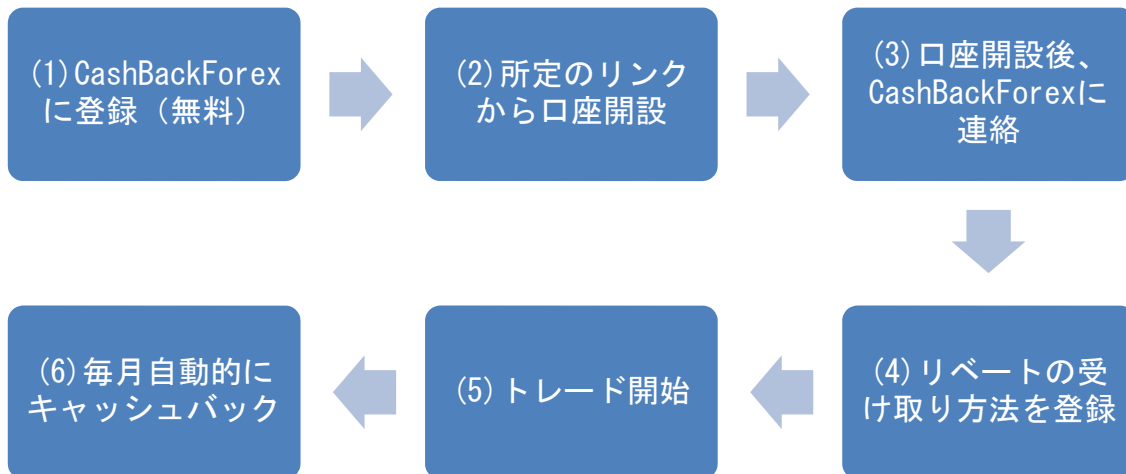 (1)CashBackForex
に登録（無料）
(2)所定のリンク
から口座開設
(3)口座開設後、
CashBackForexに
連絡
(4)リベートの受
け取り方法を登録
(5)トレード開始
(6)毎月自動的に
キャッシュバック